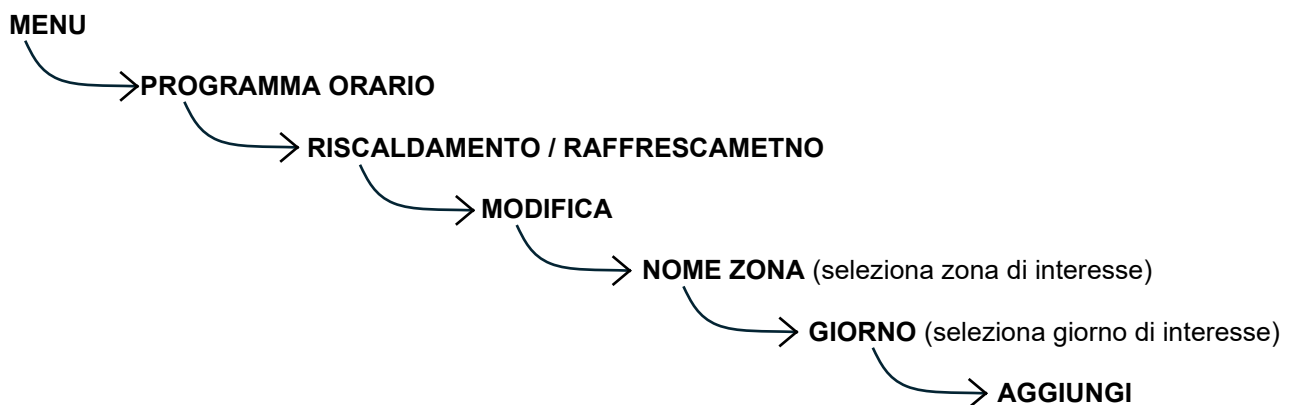 MENU
PROGRAMMA ORARIO
RISCALDAMENTO / RAFFRESCAMETNO
MODIFICA
NOME ZONA (seleziona zona di interesse)
GIORNO (seleziona giorno di interesse)
AGGIUNGI